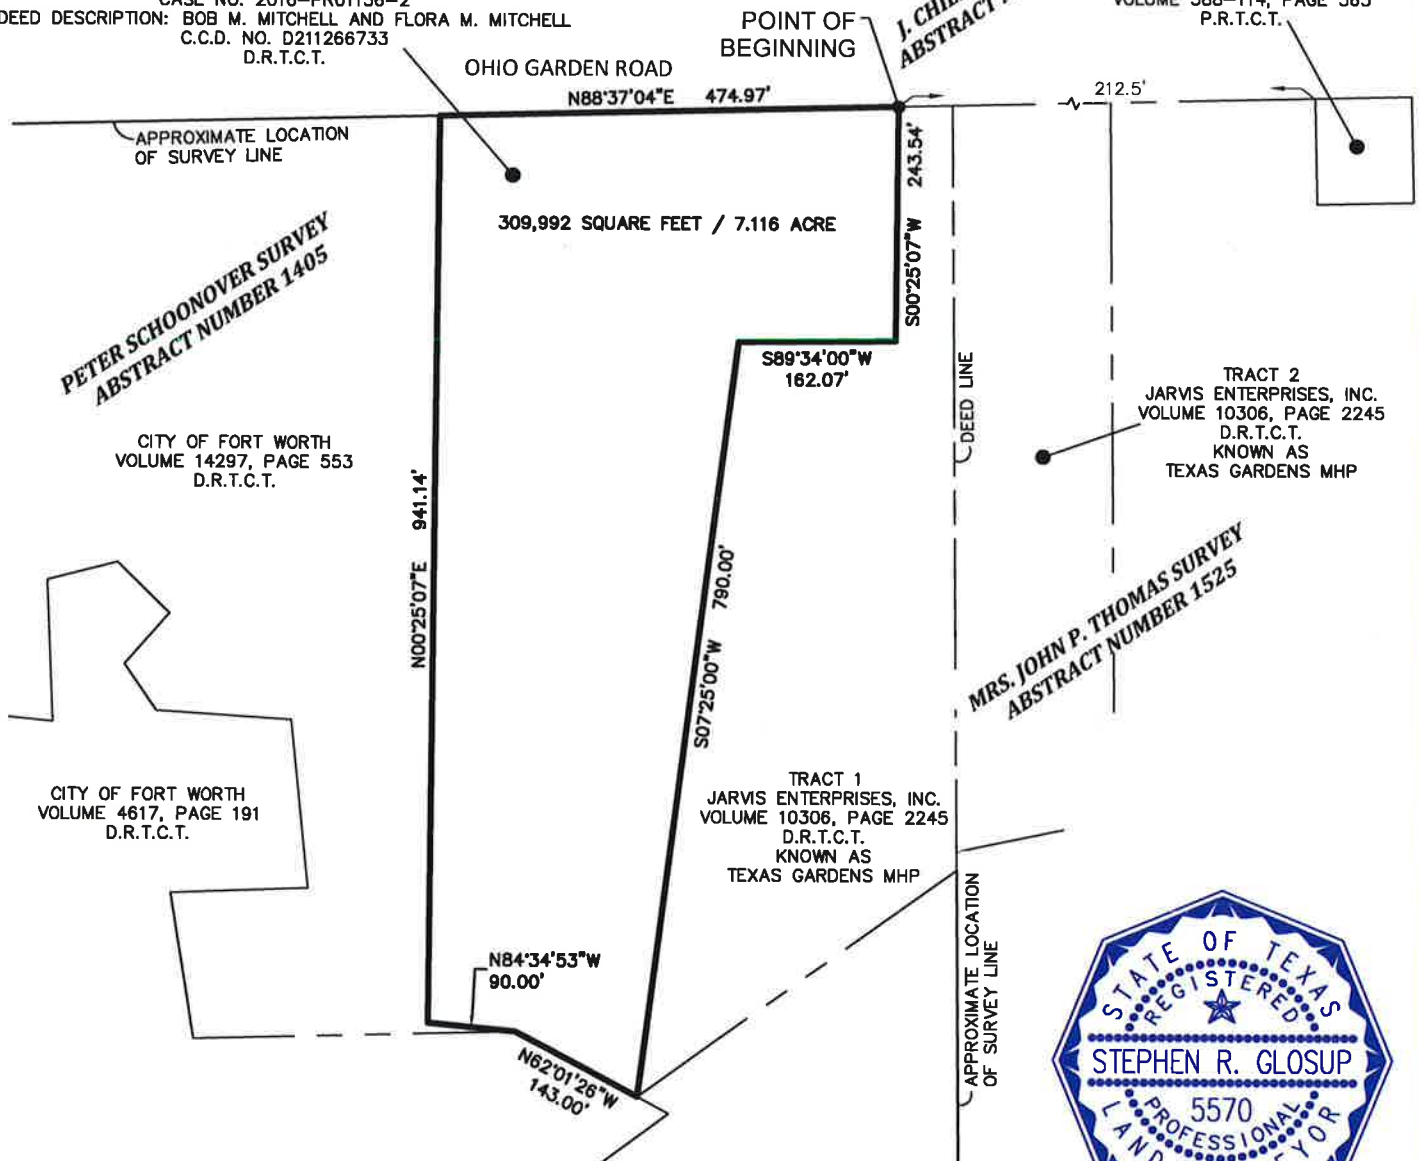 DEED DESCRIPTION: BOB M. MITCHELL AND FLORA M. MITCHELL
C.C.D. NO. D211266733
D.R.T.C.T.
POINT OF
BEGINNING
ABSTRACT
P.R.T.C.T.
OHIO GARDEN ROAD
N88°37'04"E 474.97'
212.5'
APPROXIMATE LOCATION
OF SURVEY LINE
243.54'
S00°25'07"W
309,992 SQUARE FEET / 7.116 ACRE
PETER SCHOONOVER SURVEY
ABSTRACT NUMBER 1405
S89°34'00"W
162.07'
DEED LINE
TRACT 2
JARVIS ENTERPRISES, INC.
VOLUME 10306, PAGE 2245
D.R.T.C.T.
KNOWN AS
TEXAS GARDENS MHP
CITY OF FORT WORTH
VOLUME 14297, PAGE 553
D.R.T.C.T.
N00°25'07"E 941.14'
S07°25'00"W 790.00'
MRS. JOHN P. THOMAS SURVEY
ABSTRACT NUMBER 1525
CITY OF FORT WORTH
VOLUME 4617, PAGE 191
D.R.T.C.T.
TRACT 1
JARVIS ENTERPRISES, INC.
VOLUME 10306, PAGE 2245
D.R.T.C.T.
KNOWN AS
TEXAS GARDENS MHP
N84°34'53"W
90.00'
N62°01'26"W
143.00'
APPROXIMATE LOCATION
OF SURVEY LINE
STATE OF TEXAS
REGISTERED
STEPHEN R. GLOSUP
5570
PROFESSIONAL